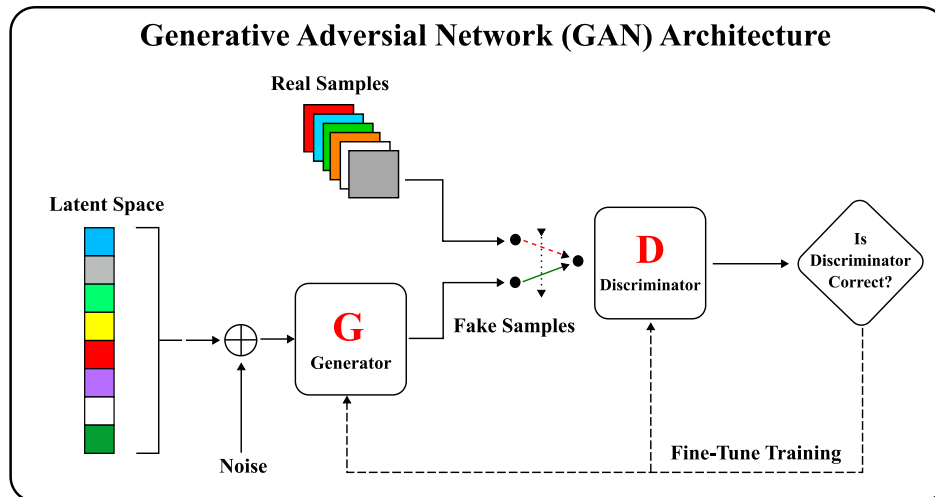 Generative Adversial Network (GAN) Architecture
Real Samples
Latent Space
G
Generator
Noise
Fake Samples
D
Discriminator
Is
Discriminator
Correct?
Fine-Tune Training